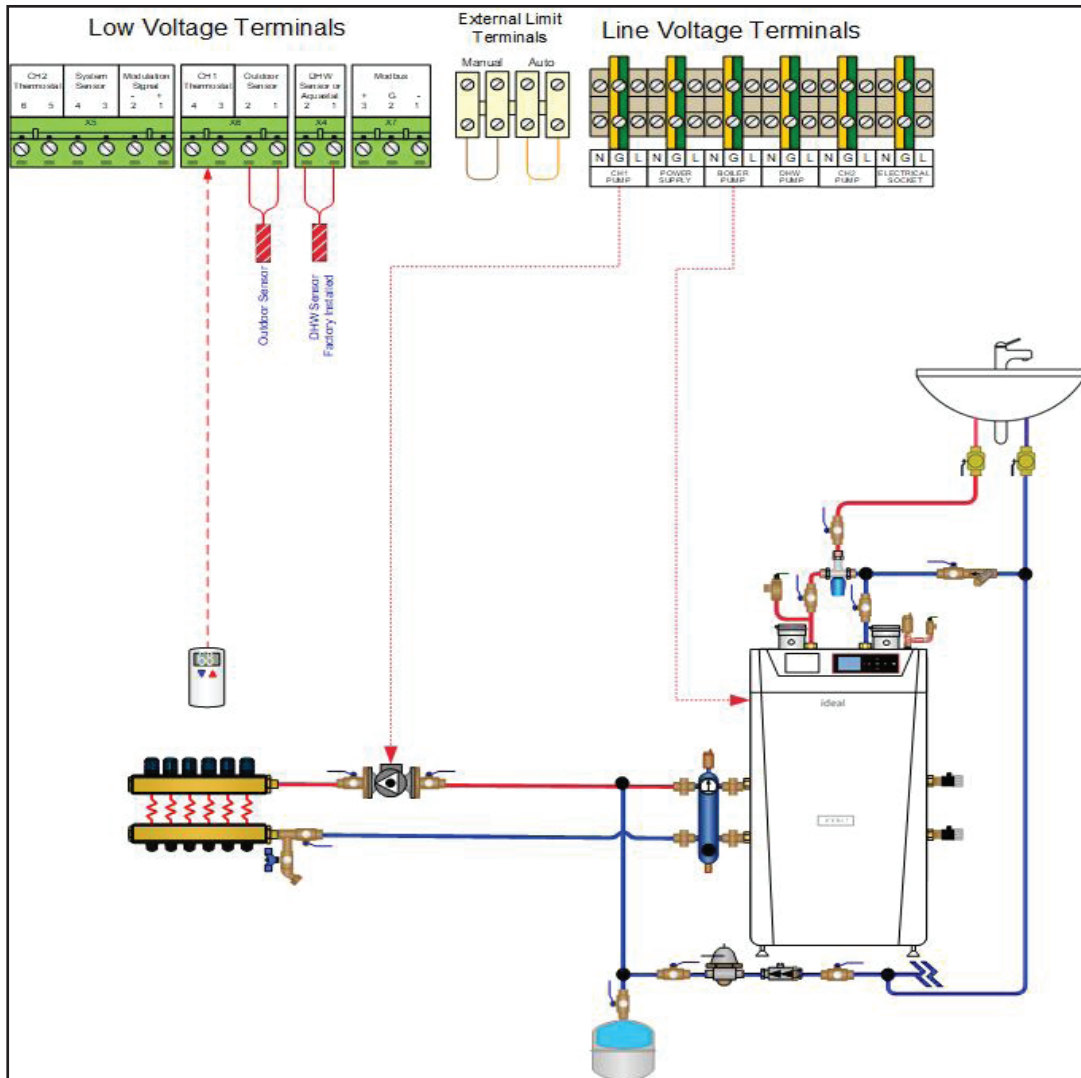 Low Voltage Terminals
External Limit
Terminals
Line Voltage Terminals
Manual Auto
CH2
Thermostat
6 5
System
Sensor
4 3
Modulation
Signal
- +
2 1
X5
CH1
Thermostat
4 3
Outdoor
Sensor
2 1
X6
DHW
Sensor or
Aquastat
2 1
X4
Modbus
+ G -
3 2 1
X7
N G L N G L N G L N G L N G L N G L
CH1
PUMP
POWER
SUPPLY
BOILER
PUMP
DHW
PUMP
CH2
PUMP
ELECTRICAL
SOCKET
Outdoor Sensor
DHW Sensor
Factory Installed
ideal